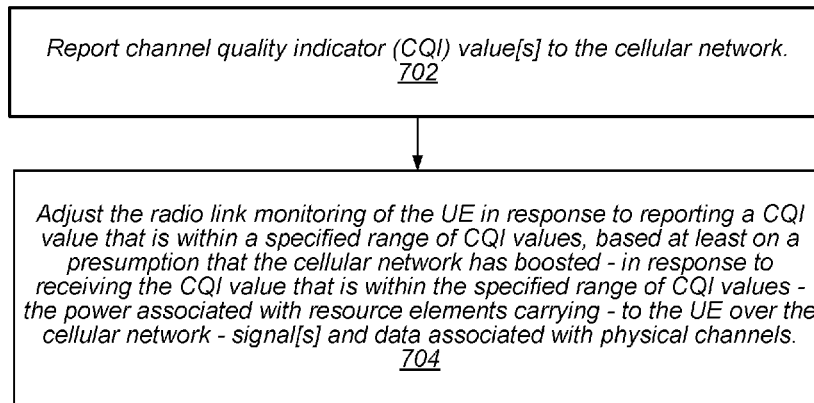 Report channel quality indicator (CQI) value[s] to the cellular network.
702
Adjust the radio link monitoring of the UE in response to reporting a CQI
value that is within a specified range of CQI values, based at least on a
presumption that the cellular network has boosted - in response to
receiving the CQI value that is within the specified range of CQI values -
the power associated with resource elements carrying - to the UE over the
cellular network - signal[s] and data associated with physical channels.
704